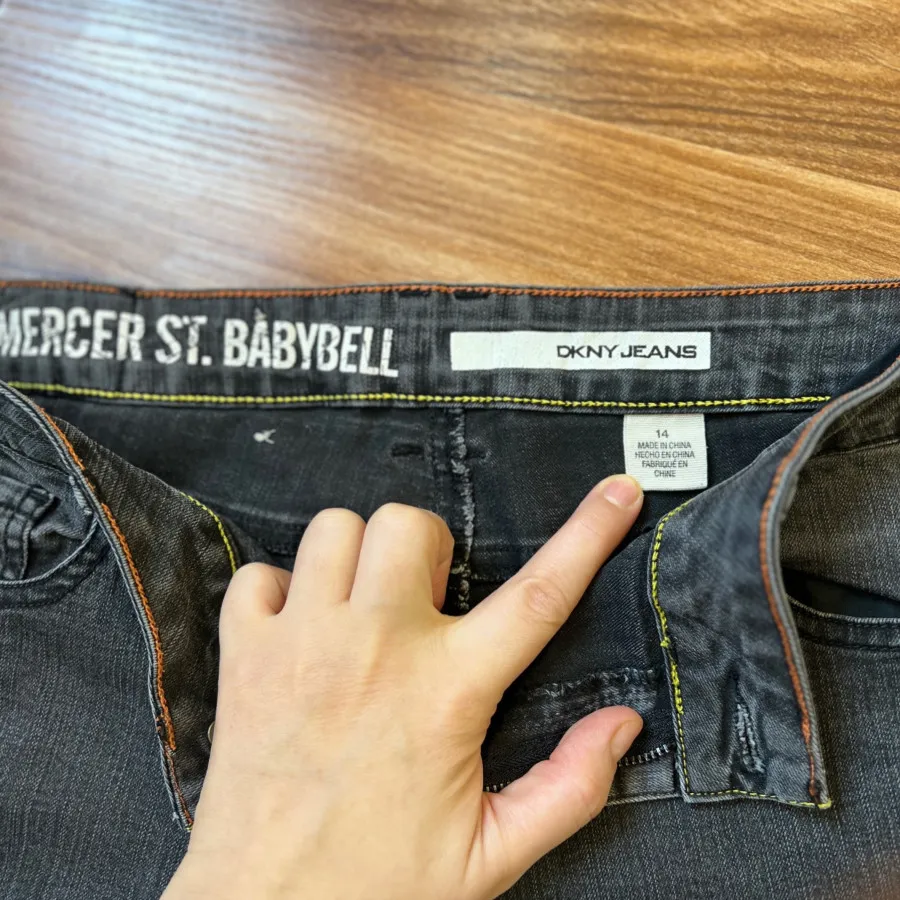 MERCER ST. BABYBELL
DKNY JEANS
14
MADE IN CHINA
HECHO EN CHINA
FABRIQUÉ EN
CHINE